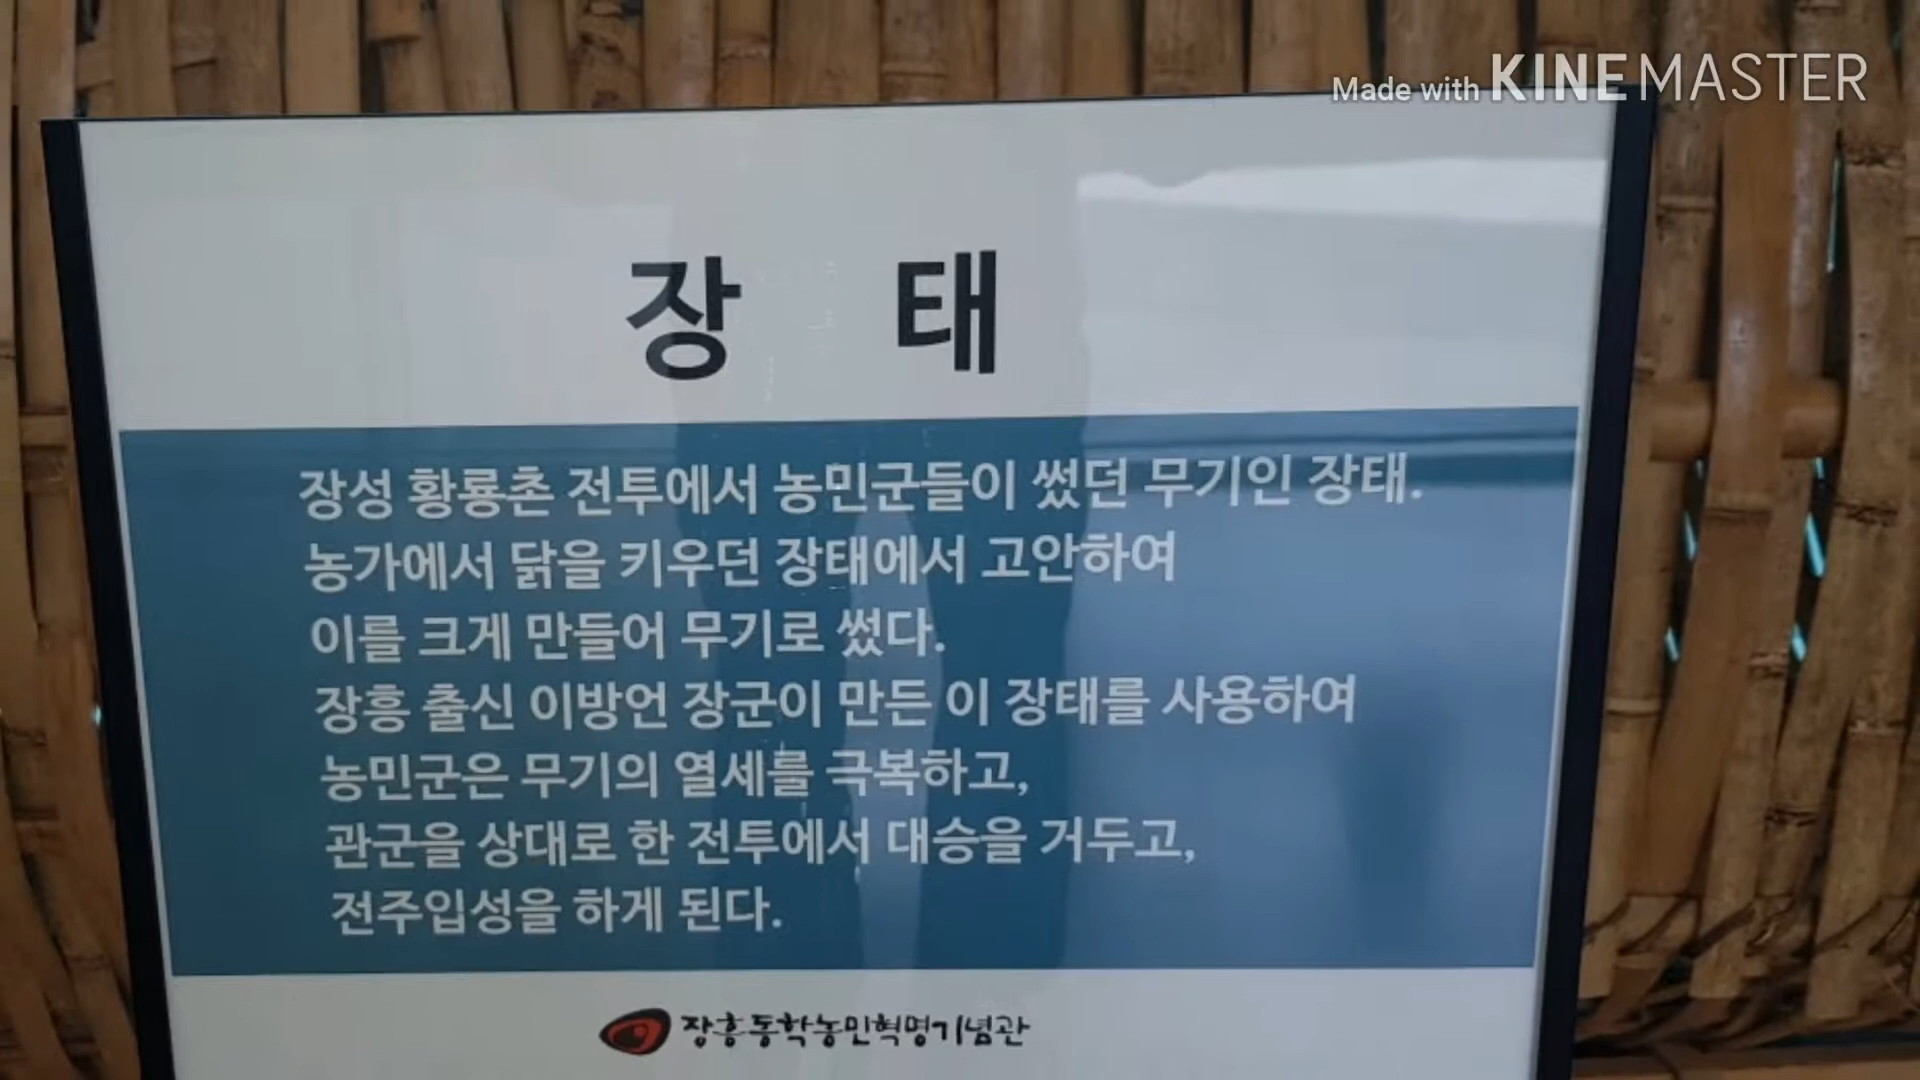 Made with KINEMASTER
장 태
장성 황룡촌 전투에서 농민군들이 썼던 무기인 장태.
농가에서 닭을 키우던 장태에서 고안하여
이를 크게 만들어 무기로 썼다.
장흥 출신 이방언 장군이 만든 이 장태를 사용하여
농민군은 무기의 열세를 극복하고,
관군을 상대로 한 전투에서 대승을 거두고,
전주입성을 하게 된다.
장흥동학농민혁명기념관